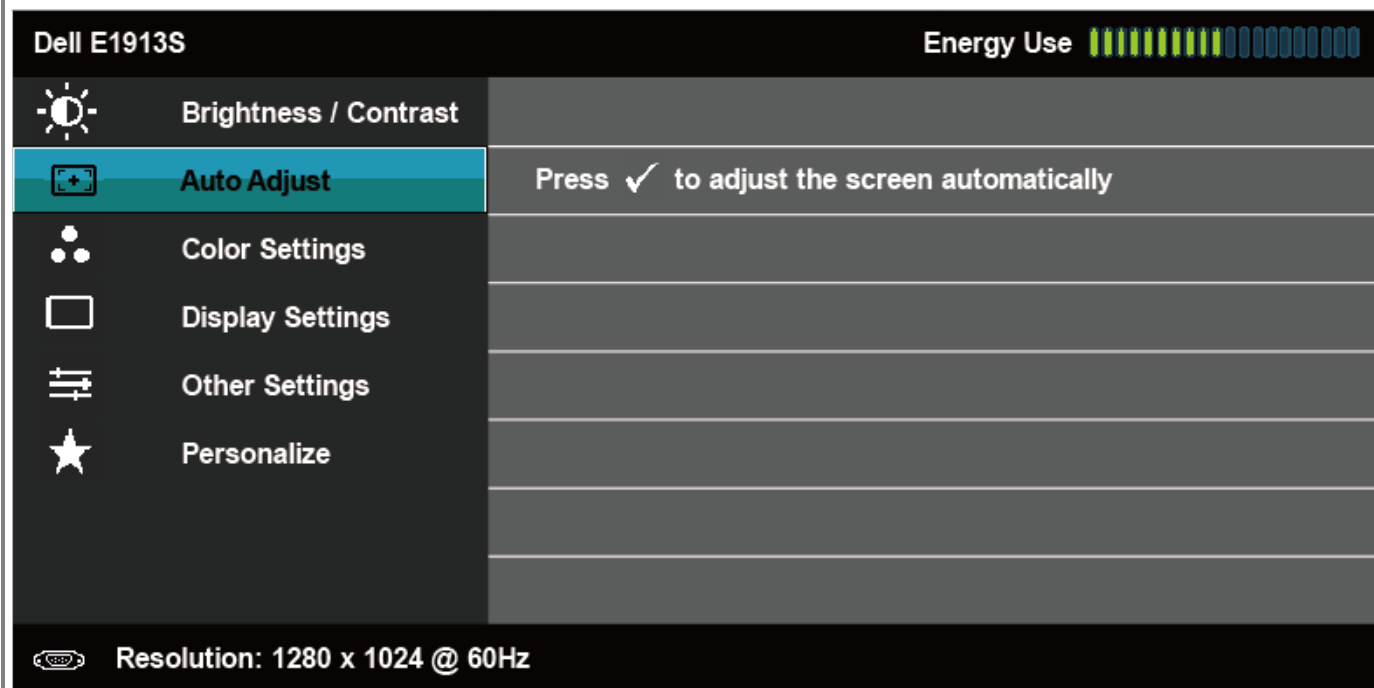 Dell E1913S Energy Use
Brightness / Contrast
Auto Adjust Press ✓ to adjust the screen automatically
Color Settings
Display Settings
Other Settings
Personalize
Resolution: 1280 x 1024 @ 60Hz